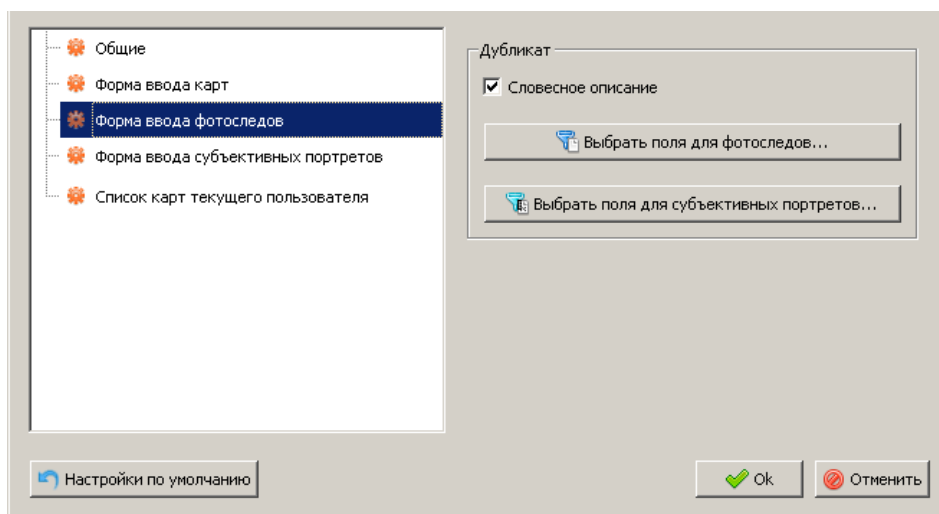 Общие
Форма ввода карт
Форма ввода фотоследов
Форма ввода субъективных портретов
Список карт текущего пользователя
Дубликат
Словесное описание
Выбрать поля для фотоследов...
Выбрать поля для субъективных портретов...
Настройки по умолчанию
Ok
Отменить